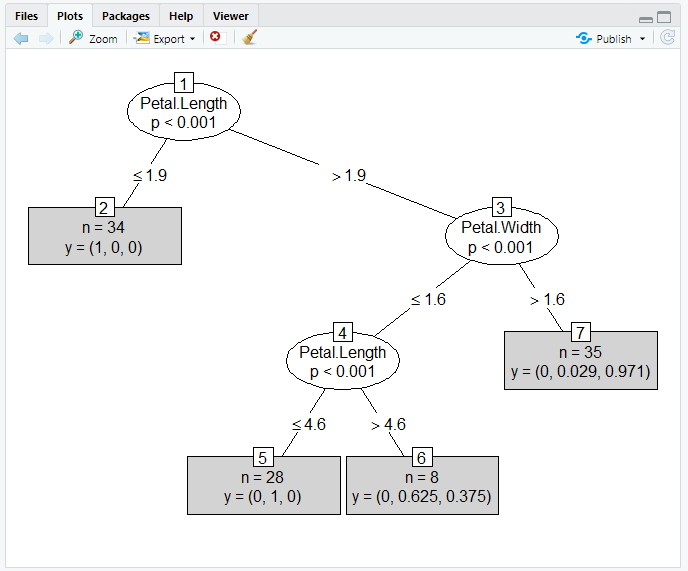 Files Plots Packages Help Viewer
Zoom Export Publish
1
Petal.Length
p < 0.001
≤ 1.9 > 1.9
2
n = 34
y = (1, 0, 0)
3
Petal.Width
p < 0.001
≤ 1.6 > 1.6
4
Petal.Length
p < 0.001
7
n = 35
y = (0, 0.029, 0.971)
≤ 4.6 > 4.6
5
n = 28
y = (0, 1, 0)
6
n = 8
y = (0, 0.625, 0.375)